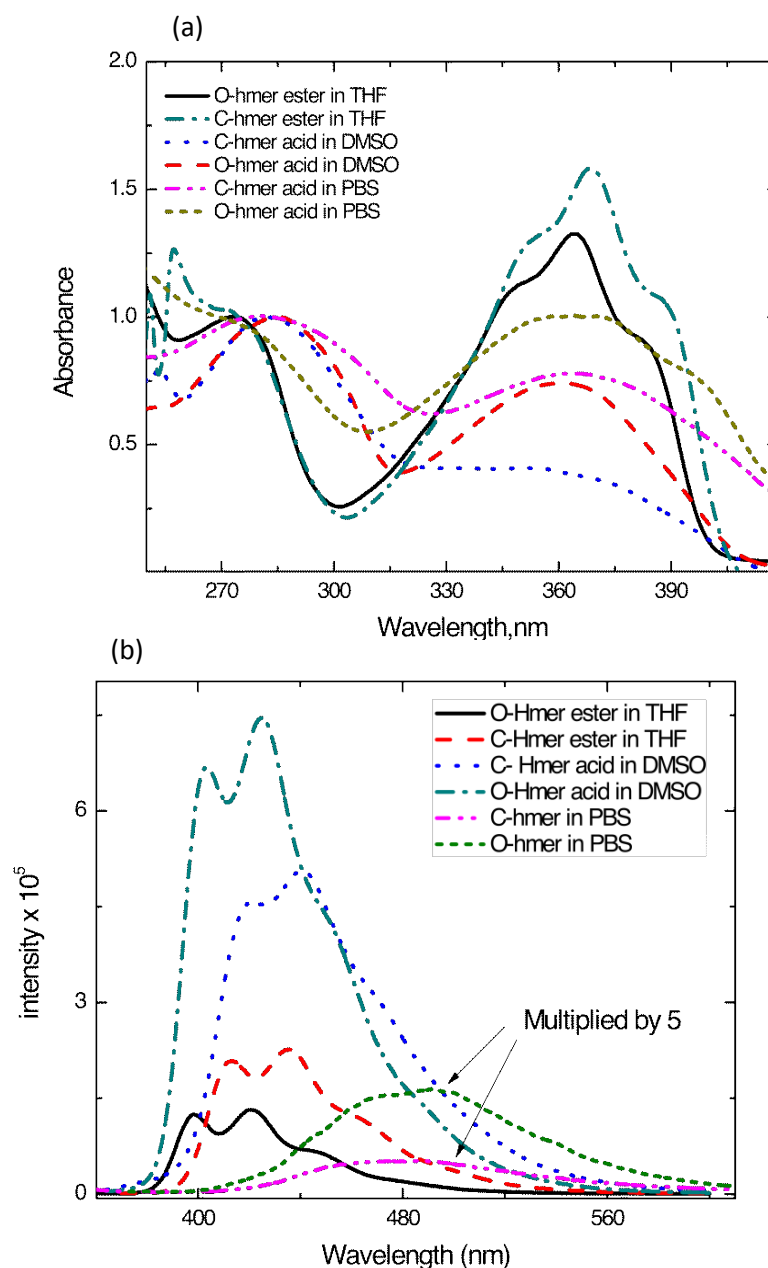 (a)
2.0
1.5
1.0
0.5
Absorbance
O-hmer ester in THF
C-hmer ester in THF
C-hmer acid in DMSO
O-hmer acid in DMSO
C-hmer acid in PBS
O-hmer acid in PBS
270 300 330 360 390
Wavelength,nm
(b)
6
3
0
intensity x 10⁵
O-Hmer ester in THF
C-Hmer ester in THF
C- Hmer acid in DMSO
O-Hmer acid in DMSO
C-hmer in PBS
O-hmer in PBS
Multiplied by 5
400 480 560
Wavelength (nm)